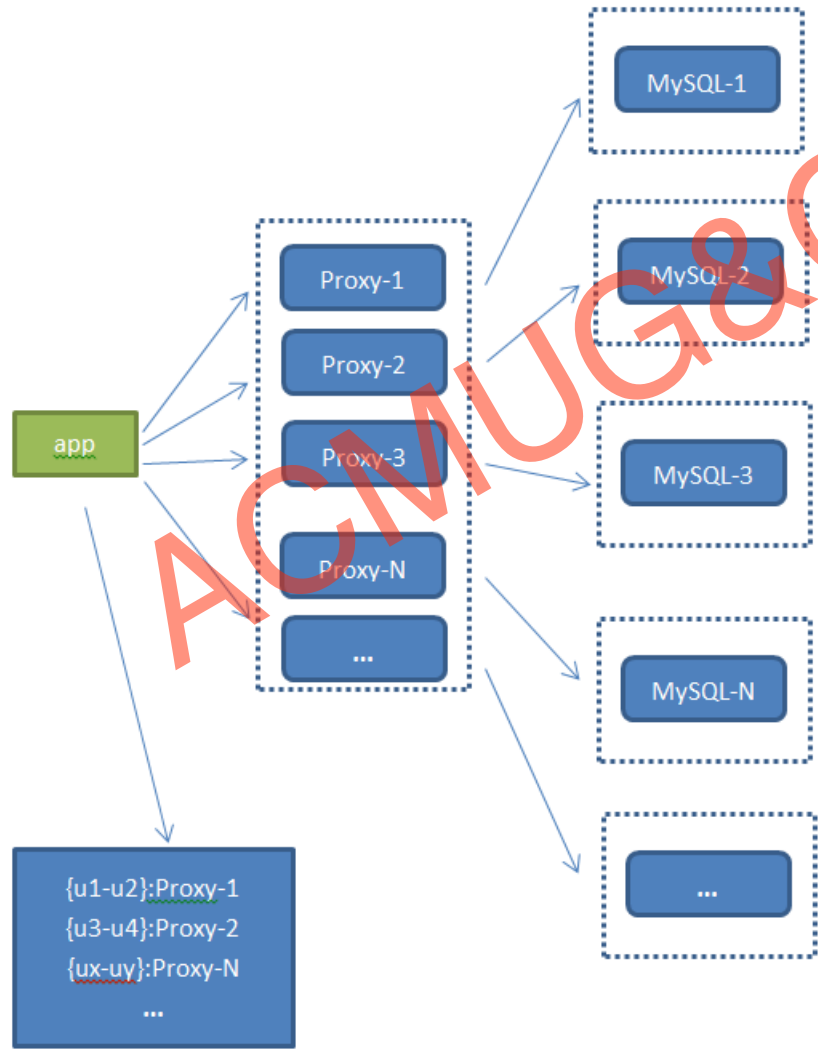 MySQL-1
MySQL-2
MySQL-3
MySQL-N
...
Proxy-1
Proxy-2
Proxy-3
Proxy-N
...
app
{u1-u2}:Proxy-1
{u3-u4}:Proxy-2
{ux-uy}:Proxy-N
...
ACMUG&